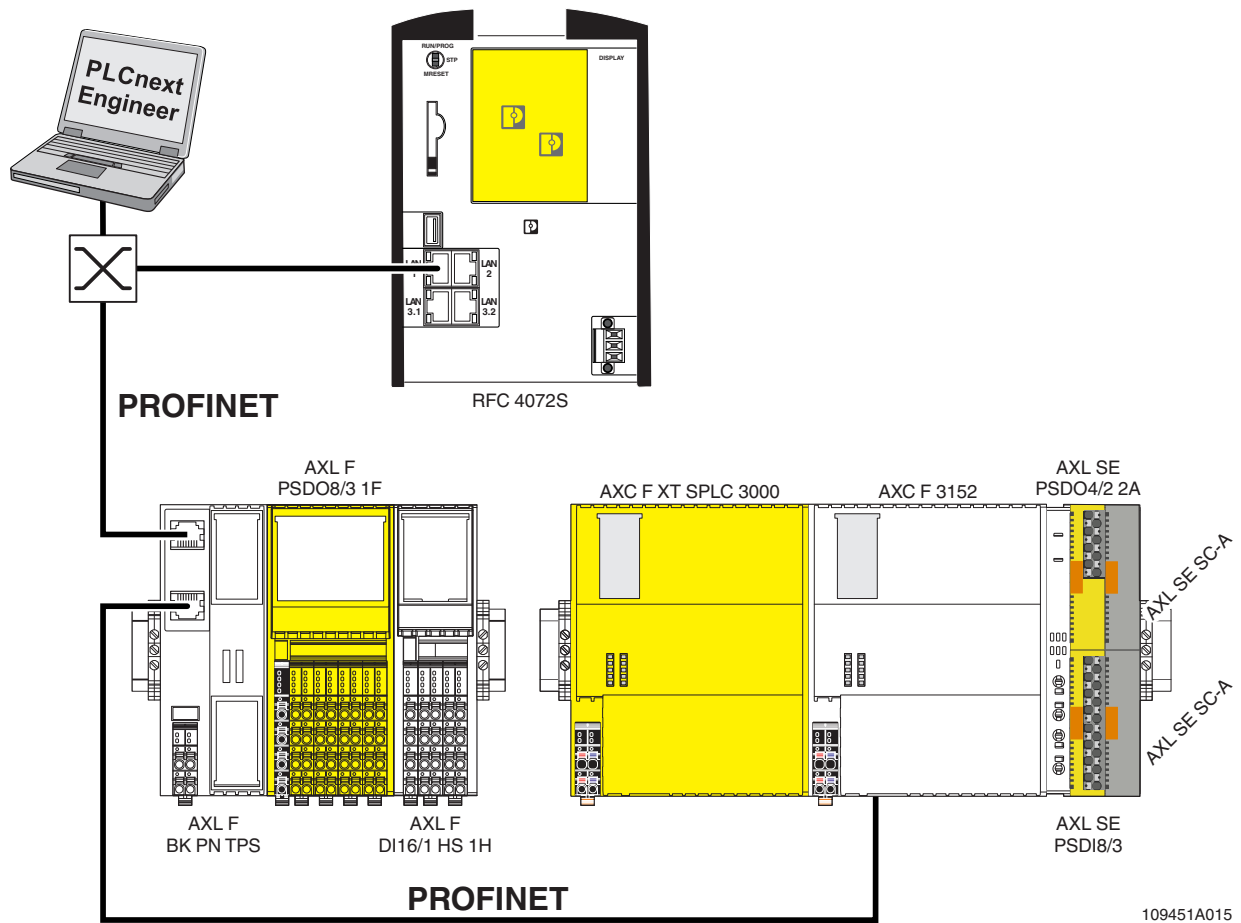 PLCnext
Engineer
RUN/PROG
STP
MRESET
DISPLAY
LAN
1
LAN
2
LAN
3.1
LAN
3.2
RFC 4072S
PROFINET
AXL F
PSDO8/3 1F
AXC F XT SPLC 3000
AXC F 3152
AXL SE
PSDO4/2 2A
AXL SE SC-A
AXL SE SC-A
AXL F
BK PN TPS
AXL F
DI16/1 HS 1H
AXL SE
PSDI8/3
PROFINET
109451A015